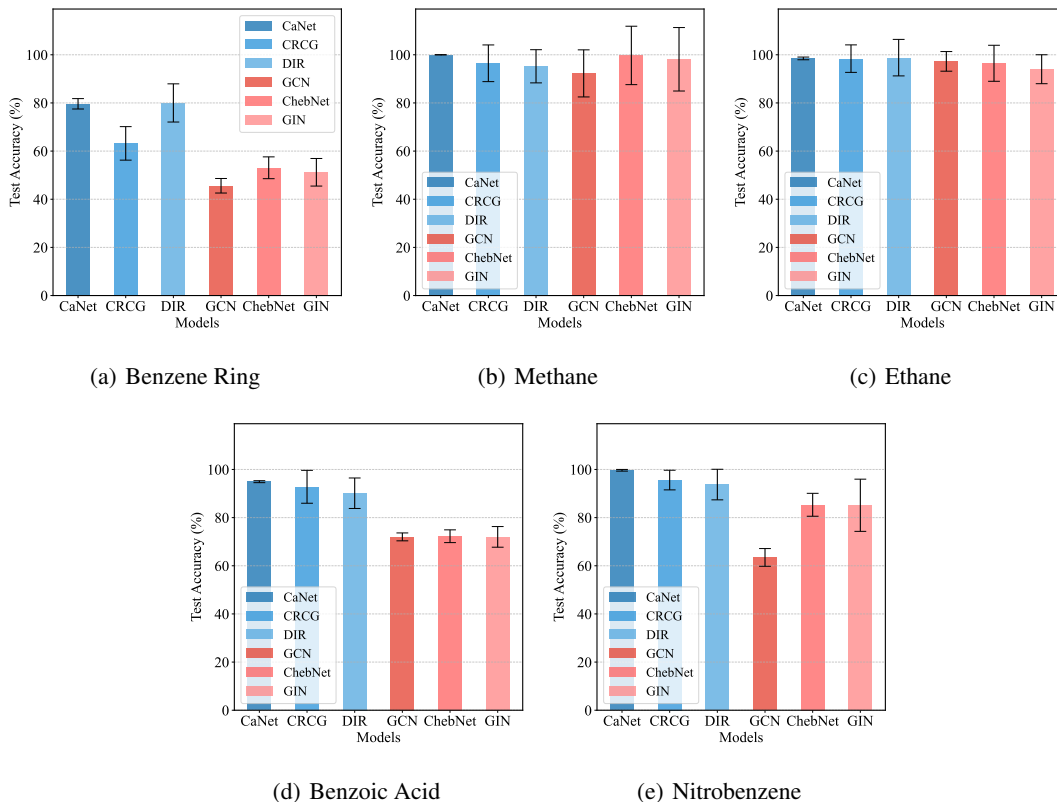 CaNet
CRCG
DIR
GCN
ChebNet
GIN
100
80
60
40
20
0
Test Accuracy (%)
CaNet CRCG DIR GCN ChebNet GIN
Models
(a) Benzene Ring
100
80
60
40
20
0
Test Accuracy (%)
CaNet
CRCG
DIR
GCN
ChebNet
GIN
CaNet CRCG DIR GCN ChebNet GIN
Models
(b) Methane
100
80
60
40
20
0
Test Accuracy (%)
CaNet
CRCG
DIR
GCN
ChebNet
GIN
CaNet CRCG DIR GCN ChebNet GIN
Models
(c) Ethane
100
80
60
40
20
0
Test Accuracy (%)
CaNet
CRCG
DIR
GCN
ChebNet
GIN
CaNet CRCG DIR GCN ChebNet GIN
Models
(d) Benzoic Acid
100
80
60
40
20
0
Test Accuracy (%)
CaNet
CRCG
DIR
GCN
ChebNet
GIN
CaNet CRCG DIR GCN ChebNet GIN
Models
(e) Nitrobenzene